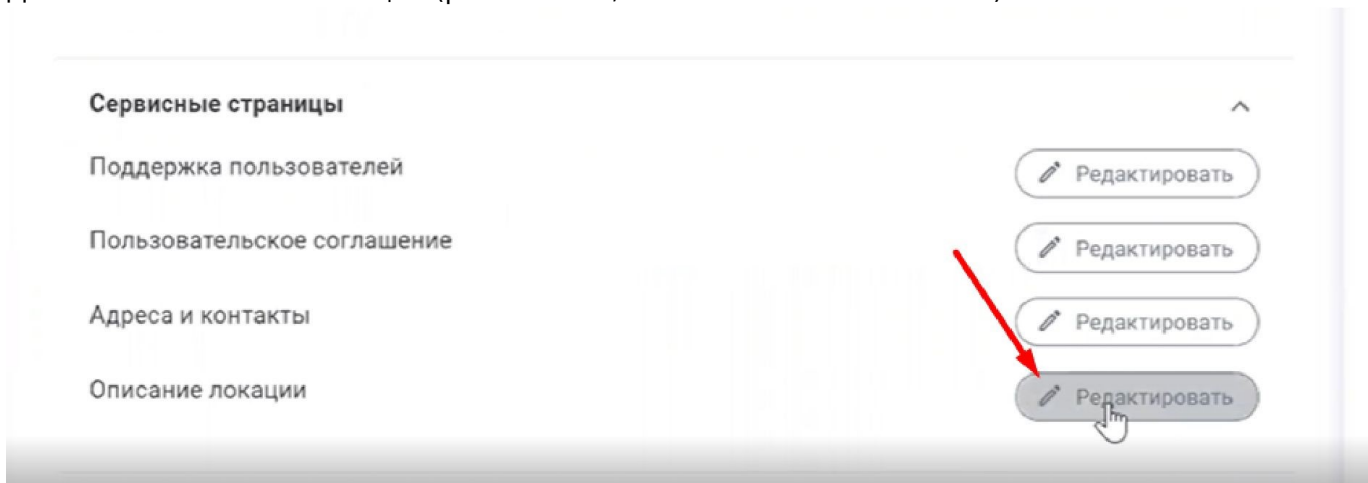 Сервисные страницы
Поддержка пользователей
Редактировать
Пользовательское соглашение
Редактировать
Адреса и контакты
Редактировать
Описание локации
Редактировать